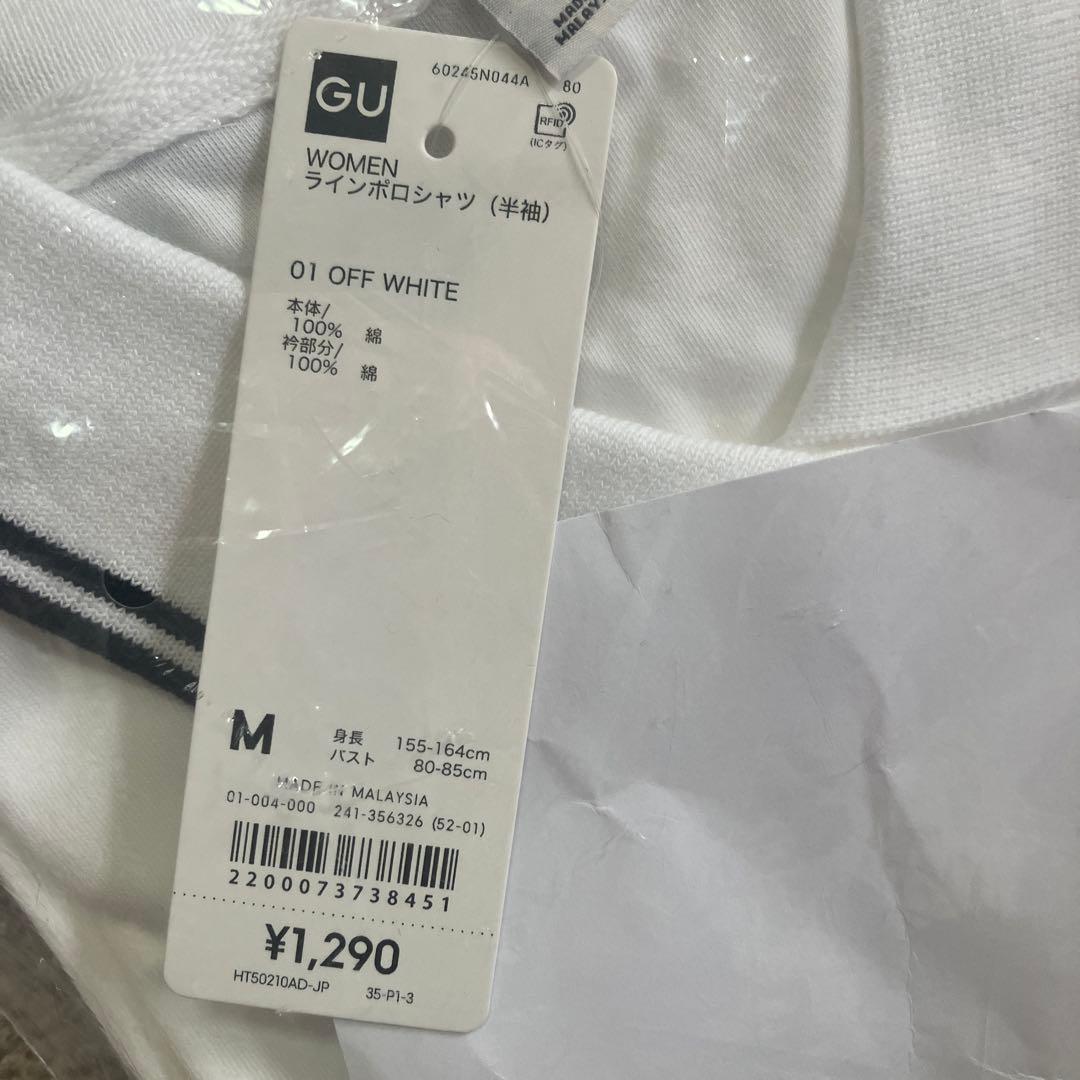 MADE
MALAYS
60245N044A 80
GU
RFID
(ICタグ)
WOMEN
ラインポロシャツ（半袖）
01 OFF WHITE
本体/
100% 綿
衿部分/
100% 綿
M
身長 155-164cm
バスト 80-85cm
MADE IN MALAYSIA
01-004-000 241-356326 (52-01)
2200073738451
¥1,290
HT50210AD-JP 35-P1-3